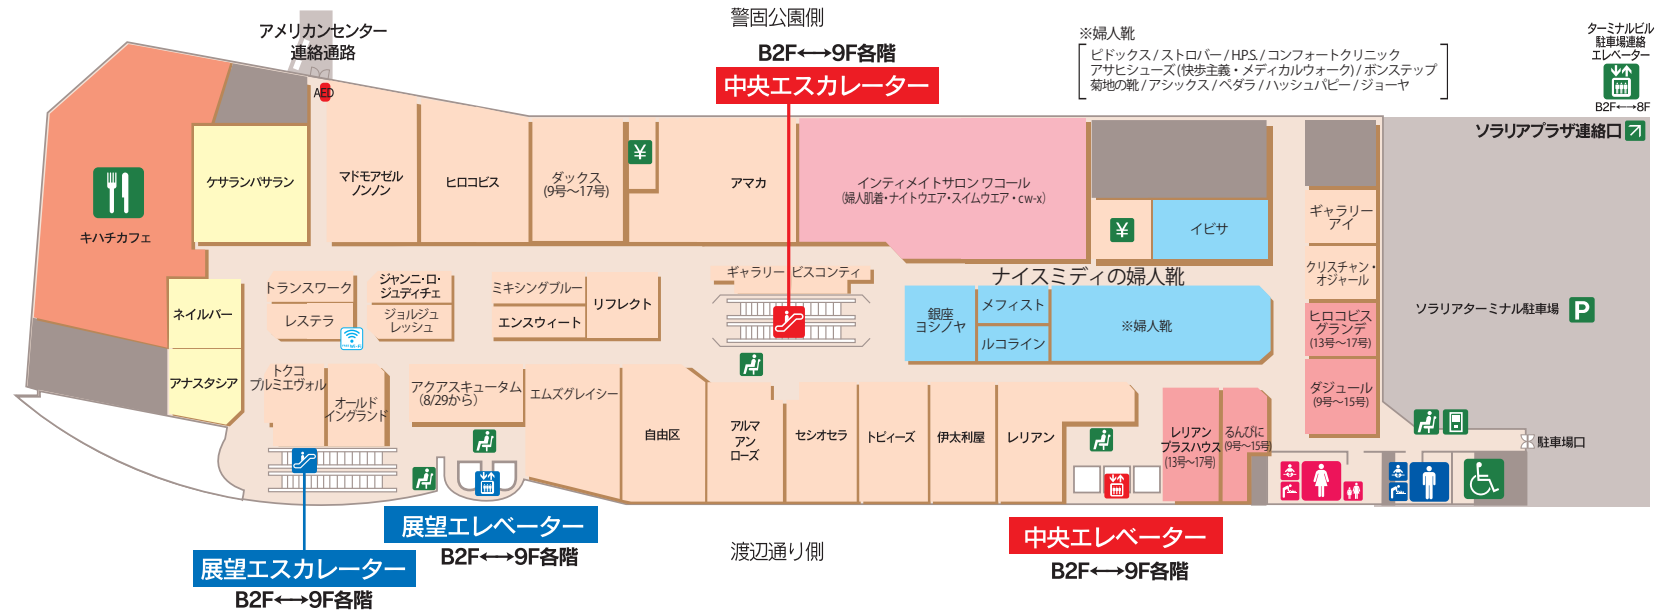 警固公園側
アメリカンセンター
連絡通路
AED
B2F⟷9F各階
中央エスカレーター
※婦人靴
ピドックス / ストロバー / H.P.S. / コンフォートクリニック
アサヒシューズ (快歩主義・メディカルウォーク) / ボンステップ
菊地の靴 / アシックス / ペダラ / ハッシュパピー / ジョーヤ
ターミナルビル
駐車場連絡
エレベーター
B2F⟷8F
ソラリアプラザ連絡口
キハチカフェ
ケサランパサラン
マドモアゼル
ノンノン
ヒロコビス
ダックス
(9号〜17号)
¥
アマカ
インティメイトサロン ワコール
(婦人肌着・ナイトウエア・スイムウエア・cw-x)
¥
イビサ
ギャラリー
アイ
クリスチャン・
オジャール
ヒロコビス
グランデ
(13号〜17号)
ダジュール
(9号〜15号)
ソラリアターミナル駐車場
P
ネイルバー
アナスタシア
トランスワーク
レステラ
ジャンニ・ロ・
ジュディチェ
ジョルジュ
レッシュ
ミキシングブルー
エンスウィート
リフレクト
ギャラリー ビスコンティ
ナイスミディの婦人靴
銀座
ヨシノヤ
メフィスト
ルコライン
※婦人靴
トクコ
プルミエヴォル
オールド
イングランド
アクアスキュータム
(8/29から)
エムズグレイシー
自由区
アルマ
アン
ローズ
セシオセラ
トビィーズ
伊太利屋
レリアン
レリアン
プラスハウス
(13号〜17号)
るんびに
(9号〜15号)
駐車場口
展望エレベーター
B2F⟷9F各階
展望エスカレーター
B2F⟷9F各階
渡辺通り側
中央エレベーター
B2F⟷9F各階